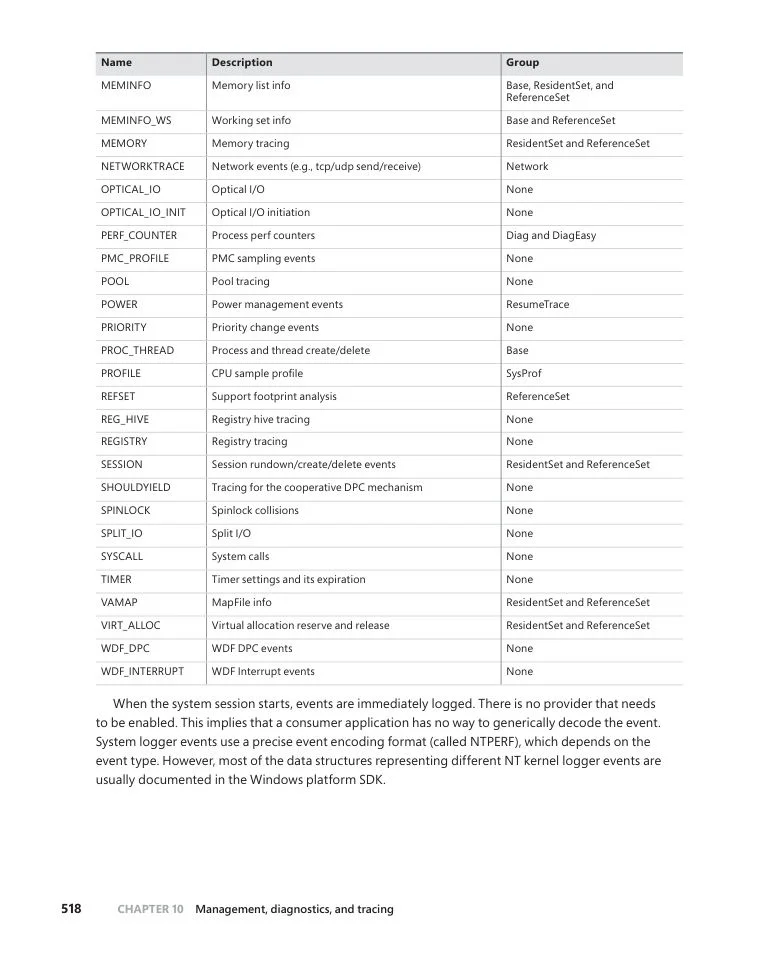 Name Description Group
MEMINFO Memory list info Base, ResidentSet, and
ReferenceSet
MEMINFO_WS Working set info Base and ReferenceSet
MEMORY Memory tracing ResidentSet and ReferenceSet
NETWORKTRACE Network events (e.g., tcp/udp send/receive) Network
OPTICAL_IO Optical I/O None
OPTICAL_IO_INIT Optical I/O initiation None
PERF_COUNTER Process perf counters Diag and DiagEasy
PMC_PROFILE PMC sampling events None
POOL Pool tracing None
POWER Power management events ResumeTrace
PRIORITY Priority change events None
PROC_THREAD Process and thread create/delete Base
PROFILE CPU sample profile SysProf
REFSET Support footprint analysis ReferenceSet
REG_HIVE Registry hive tracing None
REGISTRY Registry tracing None
SESSION Session rundown/create/delete events ResidentSet and ReferenceSet
SHOULDYIELD Tracing for the cooperative DPC mechanism None
SPINLOCK Spinlock collisions None
SPLIT_IO Split I/O None
SYSCALL System calls None
TIMER Timer settings and its expiration None
VAMAP MapFile info ResidentSet and ReferenceSet
VIRT_ALLOC Virtual allocation reserve and release ResidentSet and ReferenceSet
WDF_DPC WDF DPC events None
WDF_INTERRUPT WDF Interrupt events None
When the system session starts, events are immediately logged. There is no provider that needs
to be enabled. This implies that a consumer application has no way to generically decode the event.
System logger events use a precise event encoding format (called NTPERF), which depends on the
event type. However, most of the data structures representing different NT kernel logger events are
usually documented in the Windows platform SDK.
518 CHAPTER 10 Management, diagnostics, and tracing